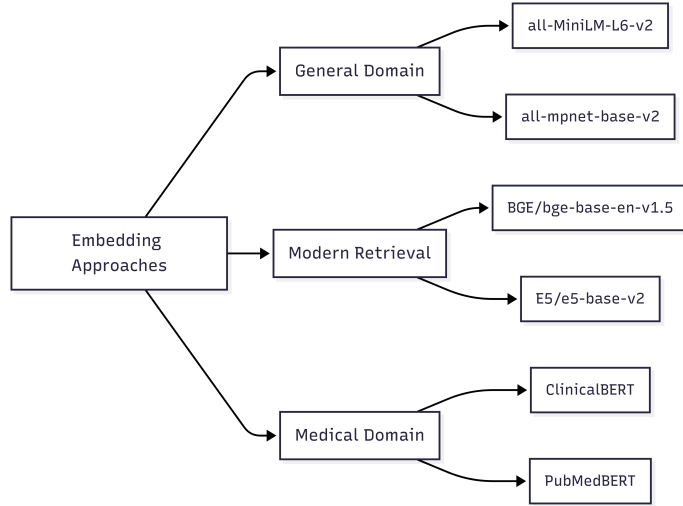 all-MiniLM-L6-v2
General Domain
all-mpnet-base-v2
BGE/bge-base-en-v1.5
Embedding
Approaches
Modern Retrieval
E5/e5-base-v2
ClinicalBERT
Medical Domain
PubMedBERT